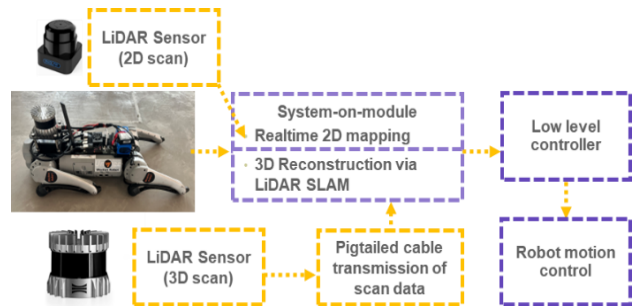 LiDAR Sensor
(2D scan)
System-on-module
Realtime 2D mapping
· 3D Reconstruction via
LiDAR SLAM
Low level
controller
LiDAR Sensor
(3D scan)
Pigtailed cable
transmission of
scan data
Robot motion
control